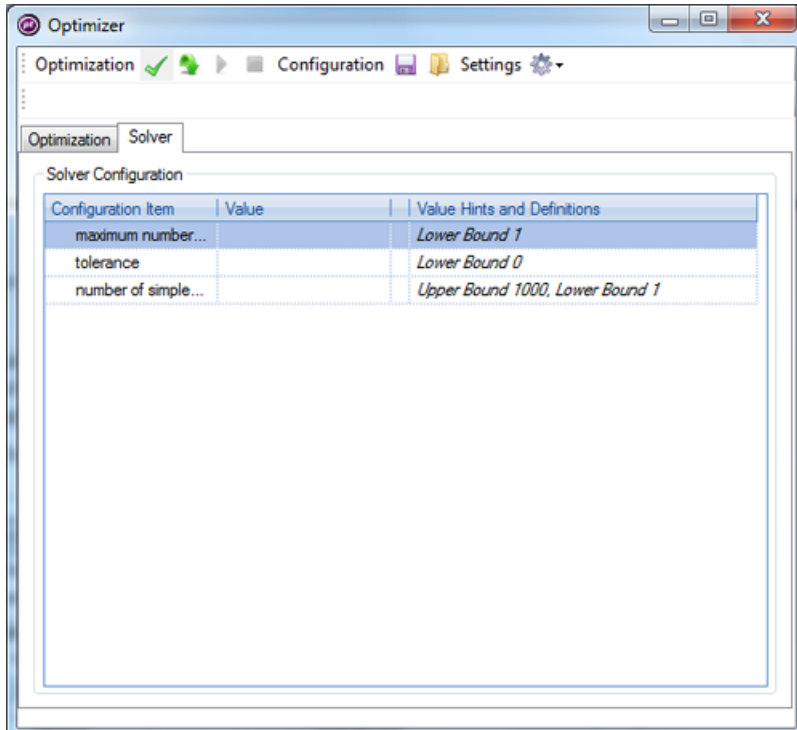 Optimizer
Optimization Configuration Settings
Optimization Solver
Solver Configuration
Configuration Item Value Value Hints and Definitions
maximum number... Lower Bound 1
tolerance Lower Bound 0
number of simple... Upper Bound 1000, Lower Bound 1